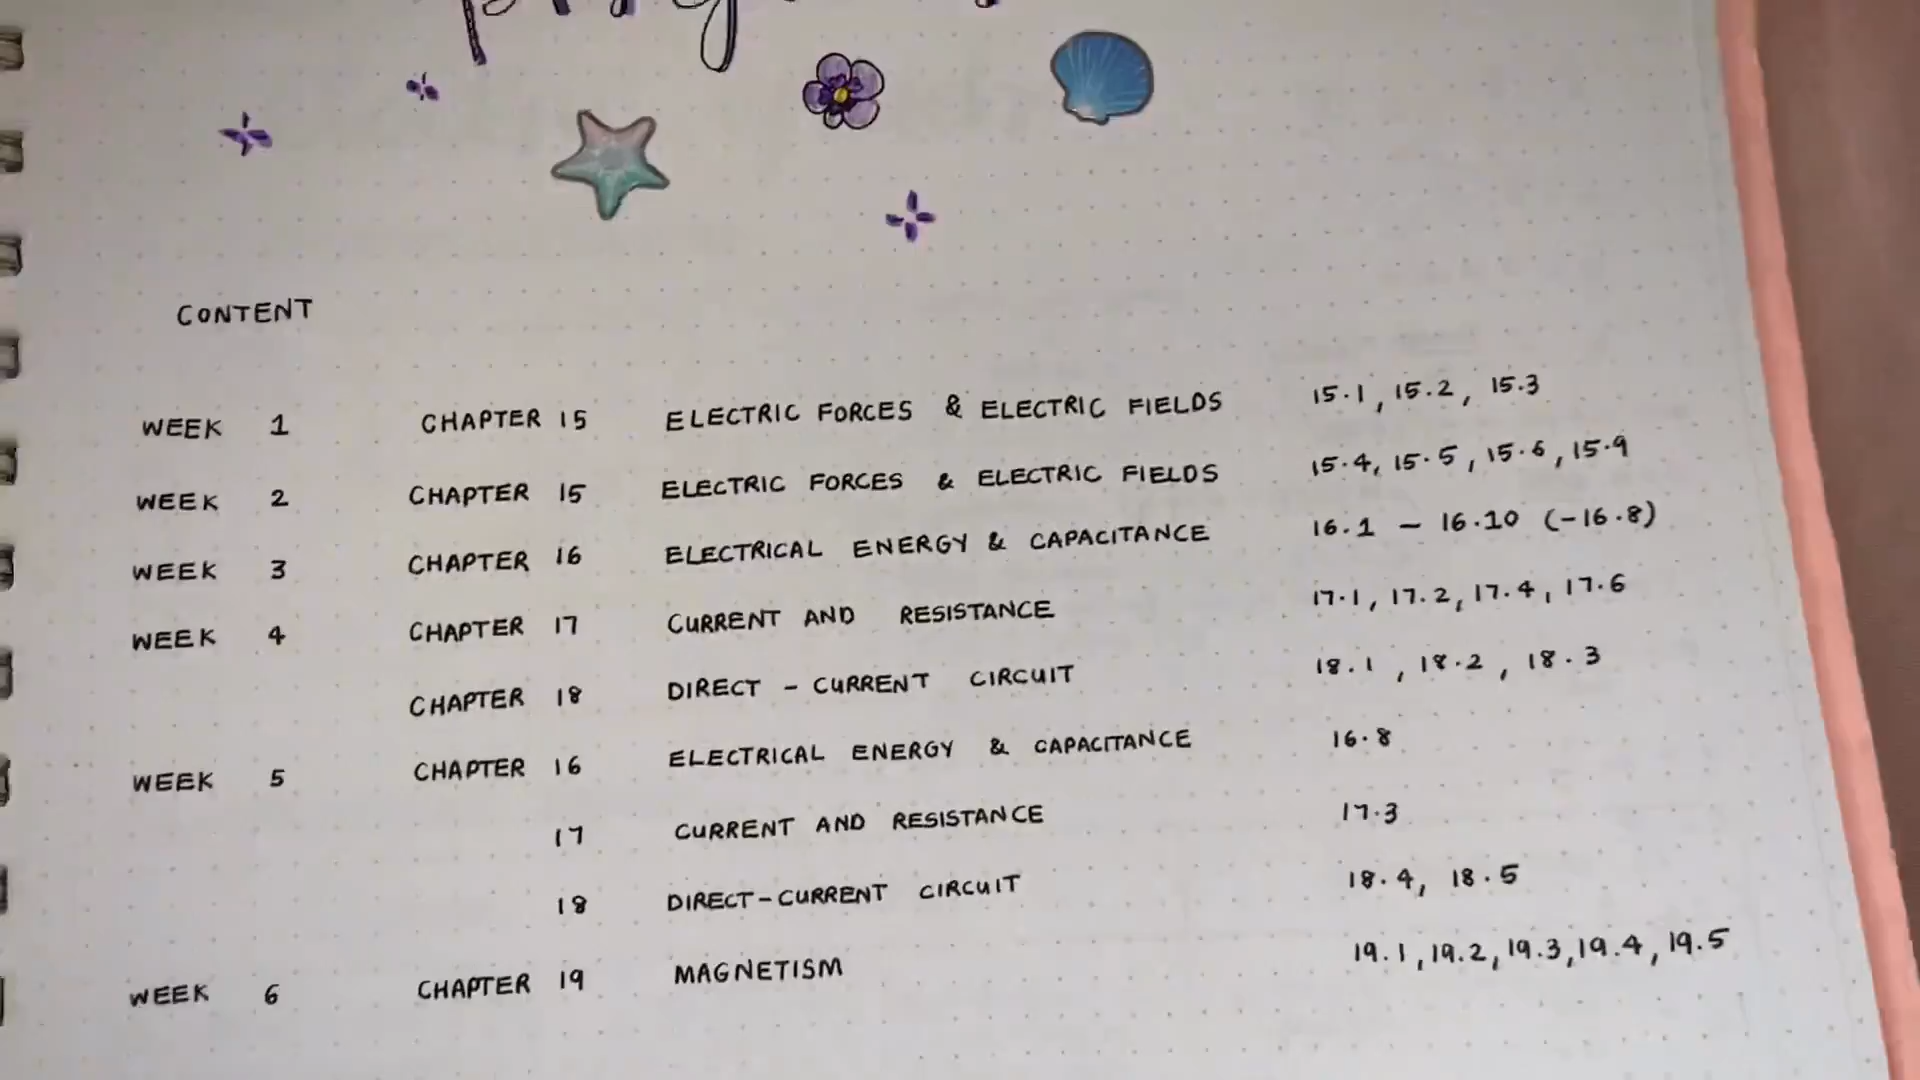 CONTENT
WEEK 1 CHAPTER 15 ELECTRIC FORCES & ELECTRIC FIELDS 15.1, 15.2, 15.3
WEEK 2 CHAPTER 15 ELECTRIC FORCES & ELECTRIC FIELDS 15.4, 15.5, 15.6, 15.9
WEEK 3 CHAPTER 16 ELECTRICAL ENERGY & CAPACITANCE 16.1 - 16.10 (-16.8)
WEEK 4 CHAPTER 17 CURRENT AND RESISTANCE 17.1, 17.2, 17.4, 17.6
CHAPTER 18 DIRECT - CURRENT CIRCUIT 18.1, 18.2, 18.3
WEEK 5 CHAPTER 16 ELECTRICAL ENERGY & CAPACITANCE 16.8
17 CURRENT AND RESISTANCE 17.3
18 DIRECT-CURRENT CIRCUIT 18.4, 18.5
WEEK 6 CHAPTER 19 MAGNETISM 19.1, 19.2, 19.3, 19.4, 19.5